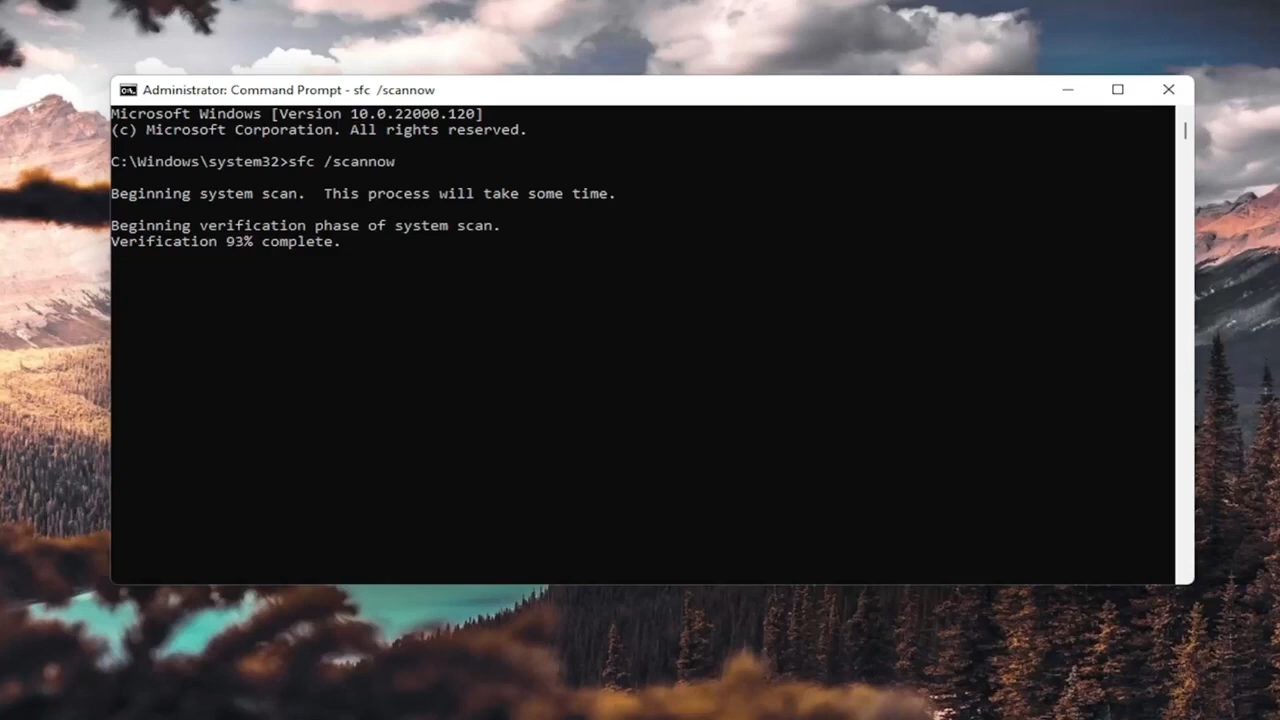 Administrator: Command Prompt - sfc  /scannow
Microsoft Windows [Version 10.0.22000.120]
(c) Microsoft Corporation. All rights reserved.
C:\Windows\system32>sfc /scannow
Beginning system scan.  This process will take some time.
Beginning verification phase of system scan.
Verification 93% complete.